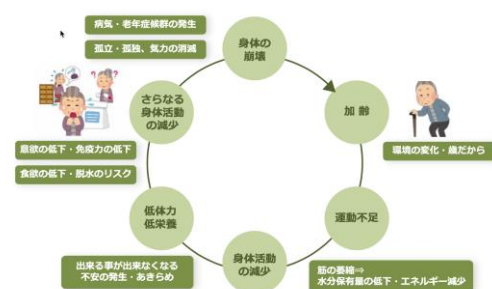 病気・老年症候群の発生
孤立・孤独、気力の消滅
身体の
崩壊
さらなる
身体活動
の減少
加 齢
意欲の低下・免疫力の低下
食欲の低下・脱水のリスク
環境の変化・歳だから
低体力
低栄養
運動不足
出来る事が出来なくなる
不安の発生・あきらめ
身体活動
の減少
筋の萎縮⇒
水分保有量の低下・エネルギー減少